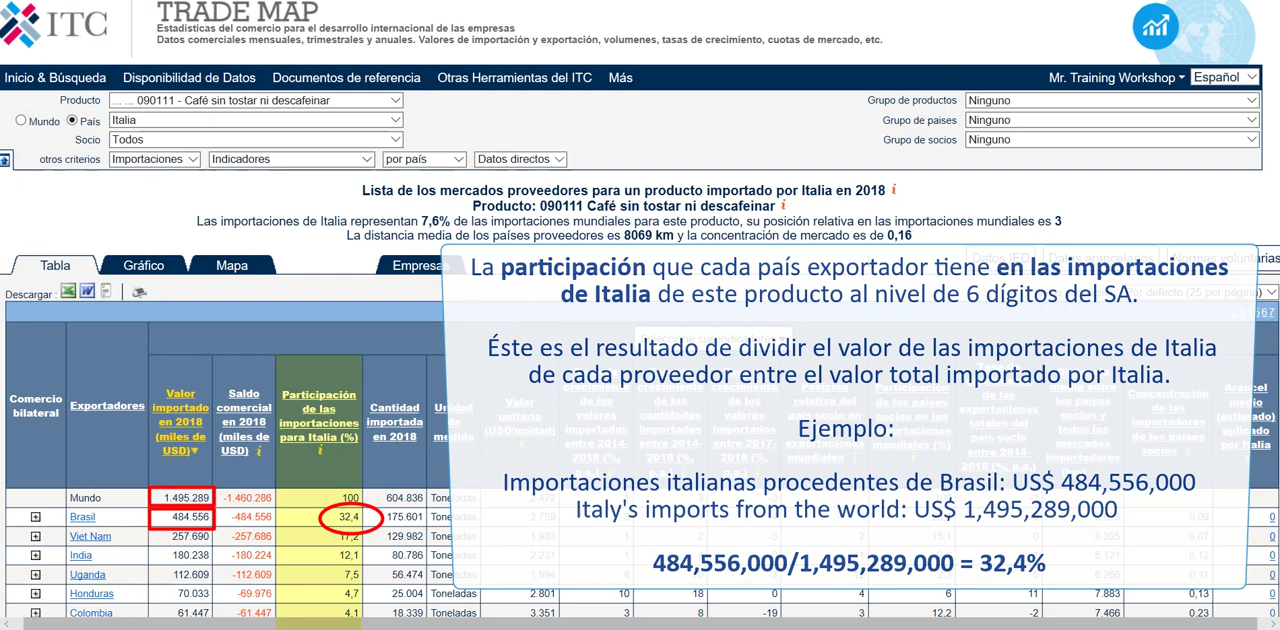 ITC
TRADE MAP
Estadísticas del comercio para el desarrollo internacional de las empresas
Datos comerciales mensuales, trimestrales y anuales. Valores de importación y exportación, volumenes, tasas de crecimiento, cuotas de mercado, etc.
Inicio & Búsqueda Disponibilidad de Datos Documentos de referencia Otras Herramientas del ITC Más Mr. Training Workshop Español
Producto ... ... 090111 - Café sin tostar ni descafeinar Grupo de productos Ninguno
Mundo País Italia Grupo de paises Ninguno
Socio Todos Grupo de socios Ninguno
otros criterios Importaciones Indicadores por país Datos directos
Lista de los mercados proveedores para un producto importado por Italia en 2018 i
Producto: 090111 Café sin tostar ni descafeinar i
Las importaciones de Italia representan 7,6% de las importaciones mundiales para este producto, su posición relativa en las importaciones mundiales es 3
La distancia media de los países proveedores es 8069 km y la concentración de mercado es de 0,16
Tabla Gráfico Mapa Empresas
Descargar :
La participación que cada país exportador tiene en las importaciones
de Italia de este producto al nivel de 6 dígitos del SA.
Éste es el resultado de dividir el valor de las importaciones de Italia
de cada proveedor entre el valor total importado por Italia.
Ejemplo:
Importaciones italianas procedentes de Brasil: US$ 484,556,000
Italy's imports from the world: US$ 1,495,289,000
484,556,000/1,495,289,000 = 32,4%
Comercio bilateral
Exportadores
Valor importado en 2018 (miles de USD)▼
Saldo comercial en 2018 (miles de USD) i
Participación de las importaciones para Italia (%) i
Cantidad importada en 2018
Mundo 1.495.289 -1.460.286 100 604.836 Toneladas
Brasil 484.556 -484.556 32,4 175.601 Toneladas
Viet Nam 257.690 -257.686 17,2 129.982 Toneladas
India 180.238 -180.224 12,1 80.786 Toneladas
Uganda 112.609 -112.609 7,5 56.474 Toneladas
Honduras 70.033 -69.976 4,7 25.004 Toneladas 2.801 10 18 0 4 6 11 7.883 0,13 0
Colombia 61.447 -61.447 4,1 18.339 Toneladas 3.351 3 8 -19 3 12,2 -2 7.466 0,23 0